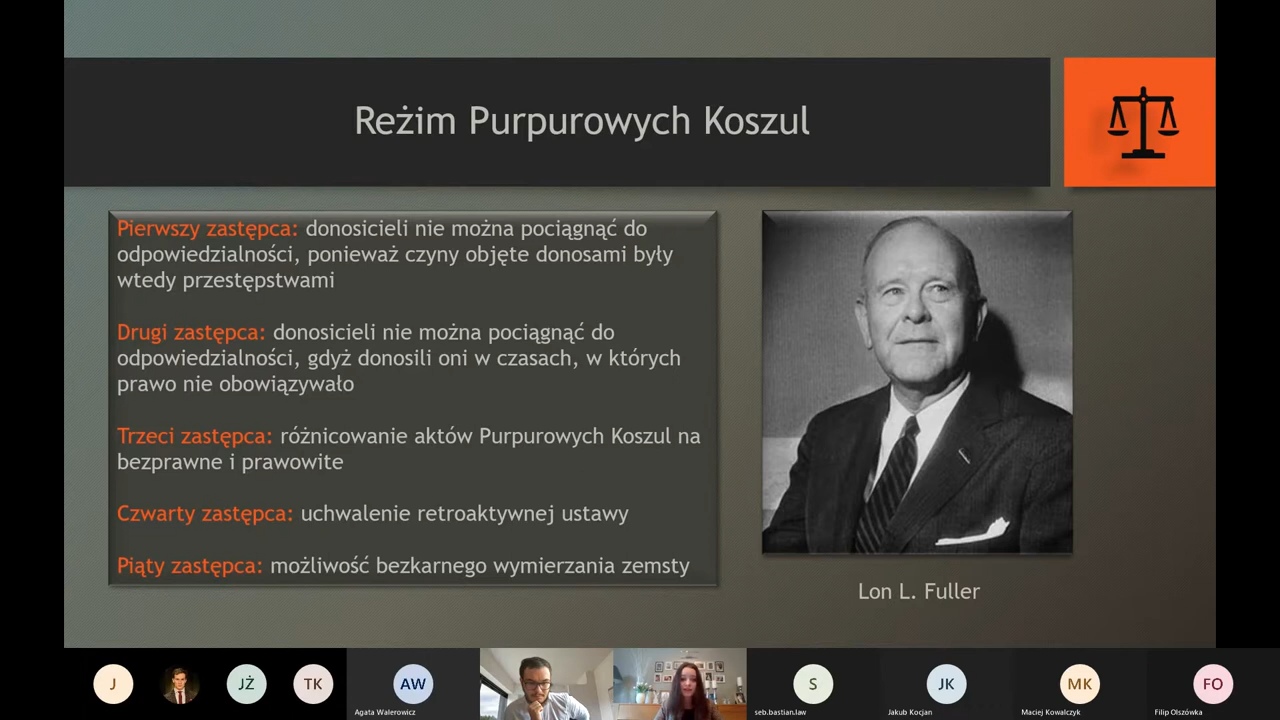 Reżim Purpurowych Koszul
Pierwszy zastępca: donosicieli nie można pociągnąć do
odpowiedzialności, ponieważ czyny objęte donosami były
wtedy przestępstwami
Drugi zastępca: donosicieli nie można pociągnąć do
odpowiedzialności, gdyż donosili oni w czasach, w których
prawo nie obowiązywało
Trzeci zastępca: różnicowanie aktów Purpurowych Koszul na
bezprawne i prawowite
Czwarty zastępca: uchwalenie retroaktywnej ustawy
Piąty zastępca: możliwość bezkarnego wymierzania zemsty
Lon L. Fuller
J
JŻ
TK
AW
S
JK
MK
FO
Agata Walerowicz
seb.bastian.law
Jakub Kocjan
Maciej Kowalczyk
Filip Olszówka